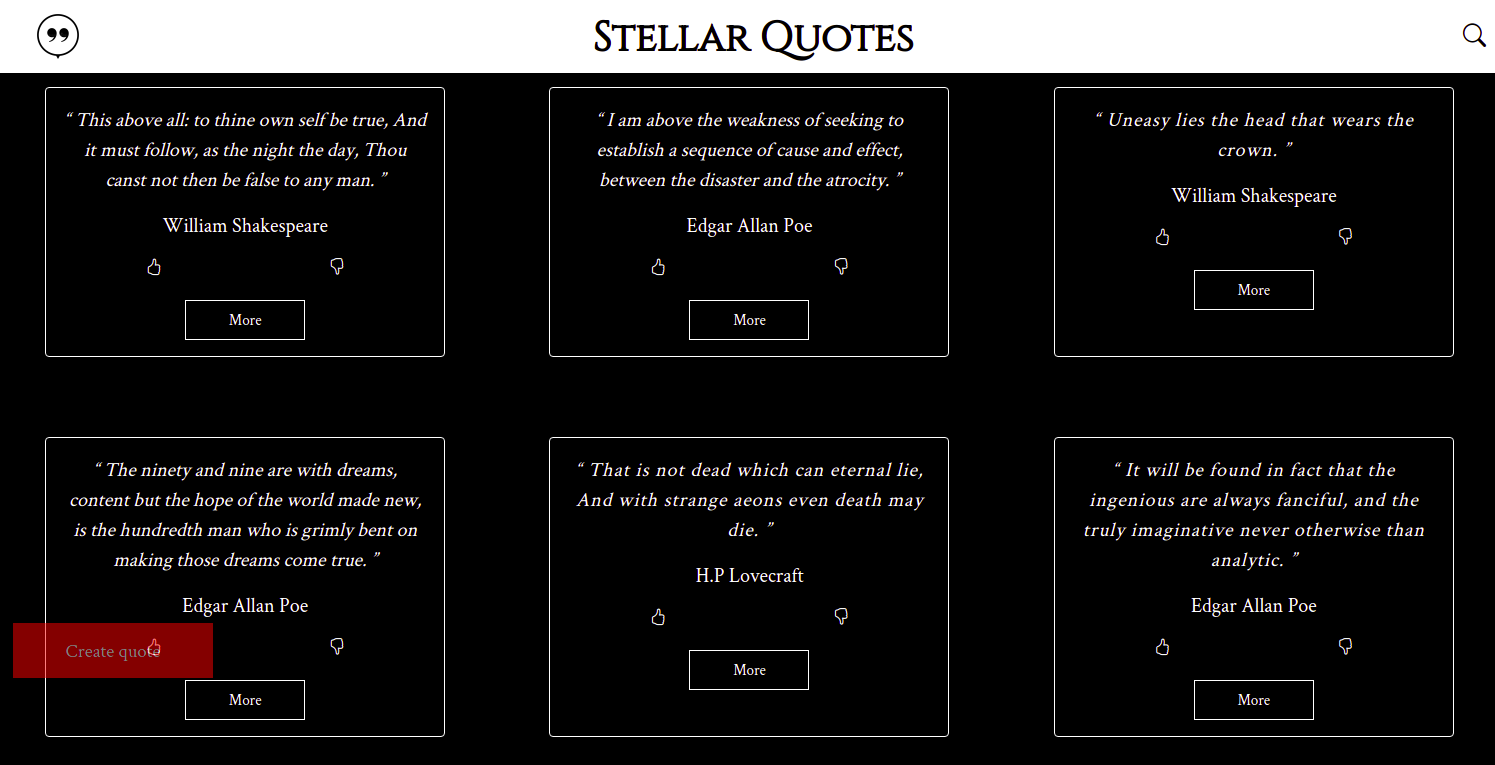 Stellar Quotes
“ This above all: to thine own self be true, And
it must follow, as the night the day, Thou
canst not then be false to any man. ”
William Shakespeare
More
“ I am above the weakness of seeking to
establish a sequence of cause and effect,
between the disaster and the atrocity. ”
Edgar Allan Poe
More
“ Uneasy lies the head that wears the
crown. ”
William Shakespeare
More
“ The ninety and nine are with dreams,
content but the hope of the world made new,
is the hundredth man who is grimly bent on
making those dreams come true. ”
Edgar Allan Poe
Create quote
More
“ That is not dead which can eternal lie,
And with strange aeons even death may
die. ”
H.P Lovecraft
More
“ It will be found in fact that the
ingenious are always fanciful, and the
truly imaginative never otherwise than
analytic. ”
Edgar Allan Poe
More